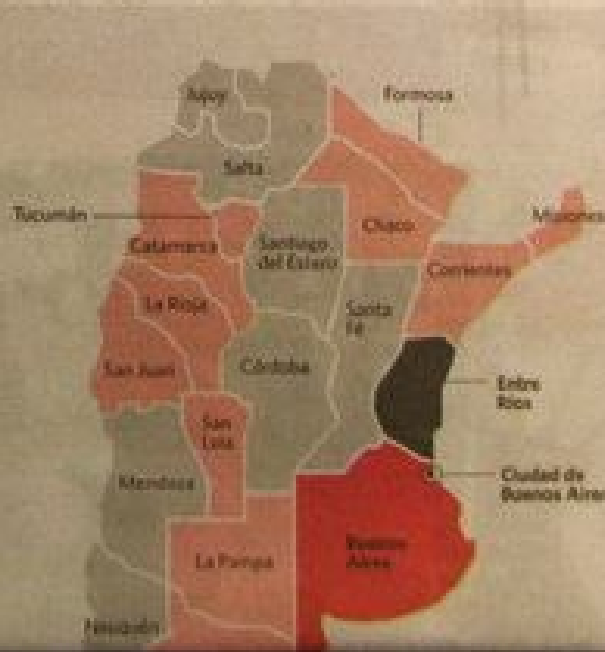 Jujuy
Formosa
Salta
Tucumán
Misiones
Chaco
Catamarca
Santiago
del Estero
Corrientes
La Rioja
Santa
Fé
San Juan
Córdoba
Entre
Ríos
San
Luis
Mendoza
Ciudad de
Buenos Aires
Buenos
Aires
La Pampa
Neuquén